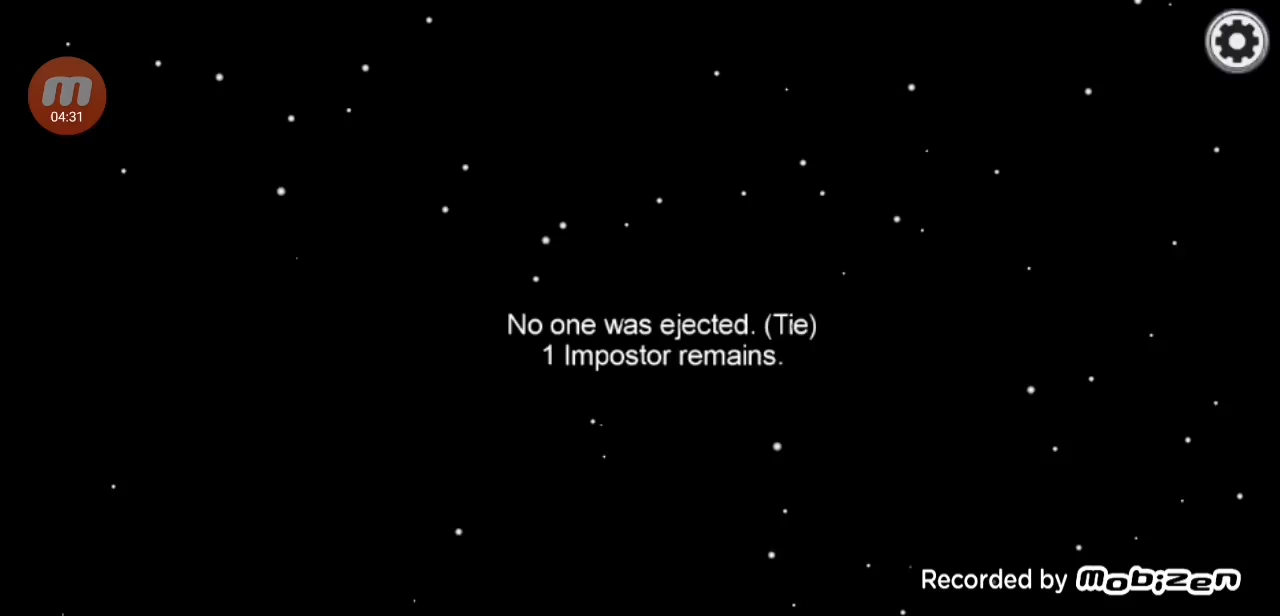 m
04:31
No one was ejected. (Tie)
1 Impostor remains.
Recorded by mobizen